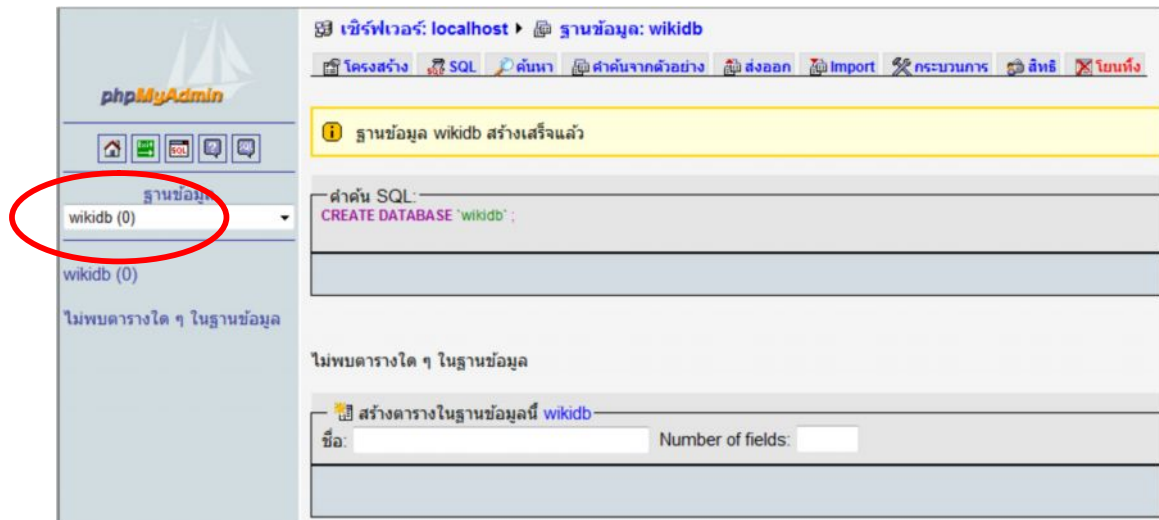 เซิร์ฟเวอร์: localhost ฐานข้อมูล: wikidb
โครงสร้าง SQL ค้นหา คำค้นจากตัวอย่าง ส่งออก Import กระบวนการ สิทธิ โยนทิ้ง
phpMyAdmin
ฐานข้อมูล wikidb สร้างเสร็จแล้ว
ฐานข้อมูล
wikidb (0)
wikidb (0)
ไม่พบตารางใด ๆ ในฐานข้อมูล
คำค้น SQL:
CREATE DATABASE `wikidb` ;
ไม่พบตารางใด ๆ ในฐานข้อมูล
สร้างตารางในฐานข้อมูลนี้ wikidb
ชื่อ: Number of fields: